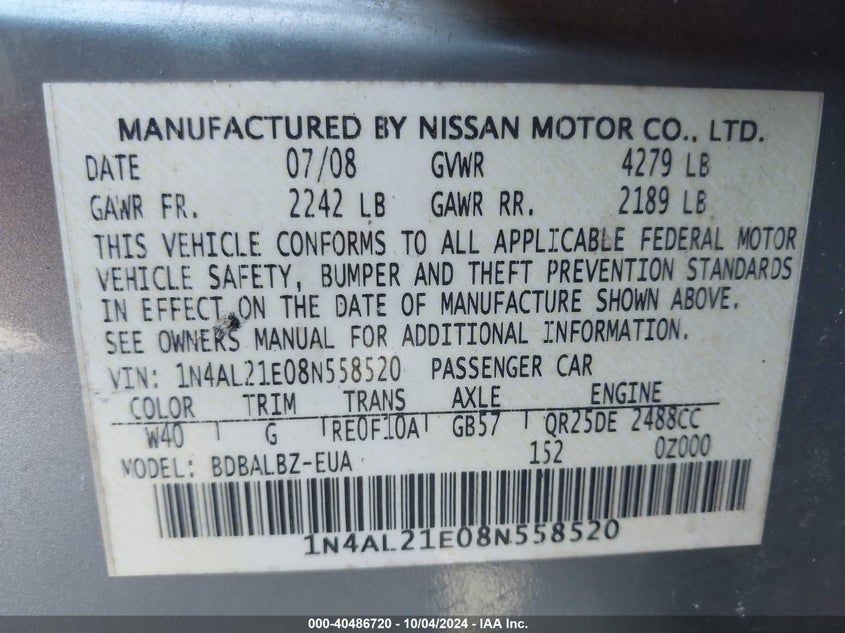 MANUFACTURED BY NISSAN MOTOR CO., LTD.
DATE 07/08 GVWR 4279 LB
GAWR FR. 2242 LB GAWR RR. 2189 LB
THIS VEHICLE CONFORMS TO ALL APPLICABLE FEDERAL MOTOR
VEHICLE SAFETY, BUMPER AND THEFT PREVENTION STANDARDS
IN EFFECT ON THE DATE OF MANUFACTURE SHOWN ABOVE.
SEE OWNERS MANUAL FOR ADDITIONAL INFORMATION.
VIN: 1N4AL21E08N558520 PASSENGER CAR
COLOR TRIM TRANS AXLE ENGINE
W40 G RE0F10A GB57 QR25DE 2488CC
MODEL: BDBALBZ-EUA 152 0Z000
1N4AL21E08N558520
000-40486720 - 10/04/2024 - IAA Inc.